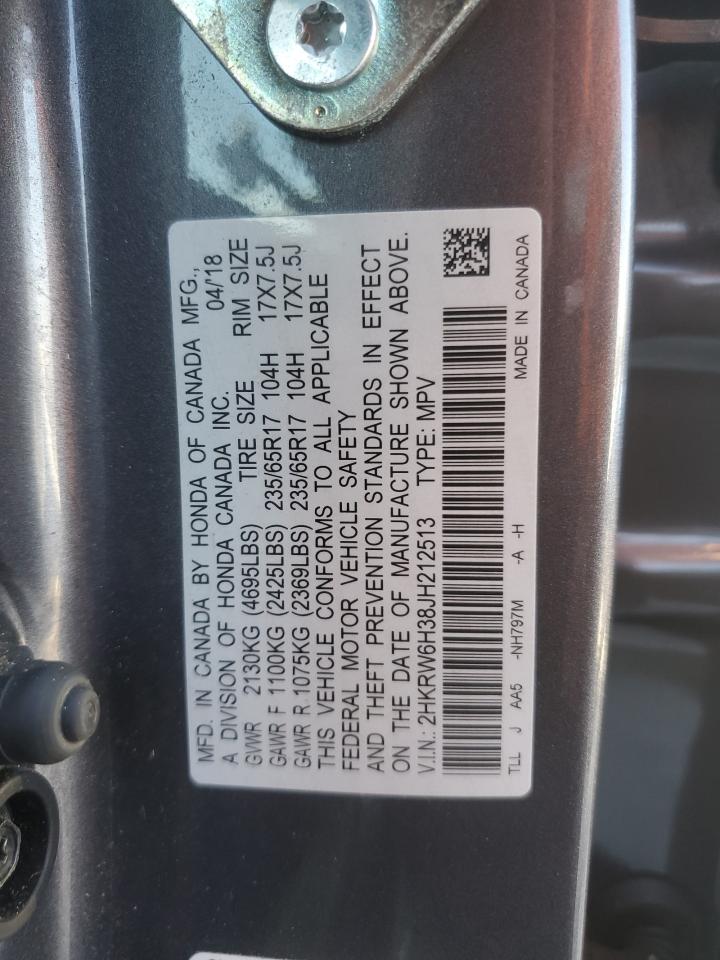 MFD. IN CANADA BY HONDA OF CANADA MFG.,
A DIVISION OF HONDA CANADA INC. 04/18
GVWR 2130KG (4695LBS) TIRE SIZE RIM SIZE
GAWR F 1100KG (2425LBS) 235/65R17 104H 17X7.5J
GAWR R 1075KG (2369LBS) 235/65R17 104H 17X7.5J
THIS VEHICLE CONFORMS TO ALL APPLICABLE
FEDERAL MOTOR VEHICLE SAFETY
AND THEFT PREVENTION STANDARDS IN EFFECT
ON THE DATE OF MANUFACTURE SHOWN ABOVE.
V.I.N.: 2HKRW6H38JH212513 TYPE: MPV
TLL J AA5 -NH797M -A -H MADE IN CANADA